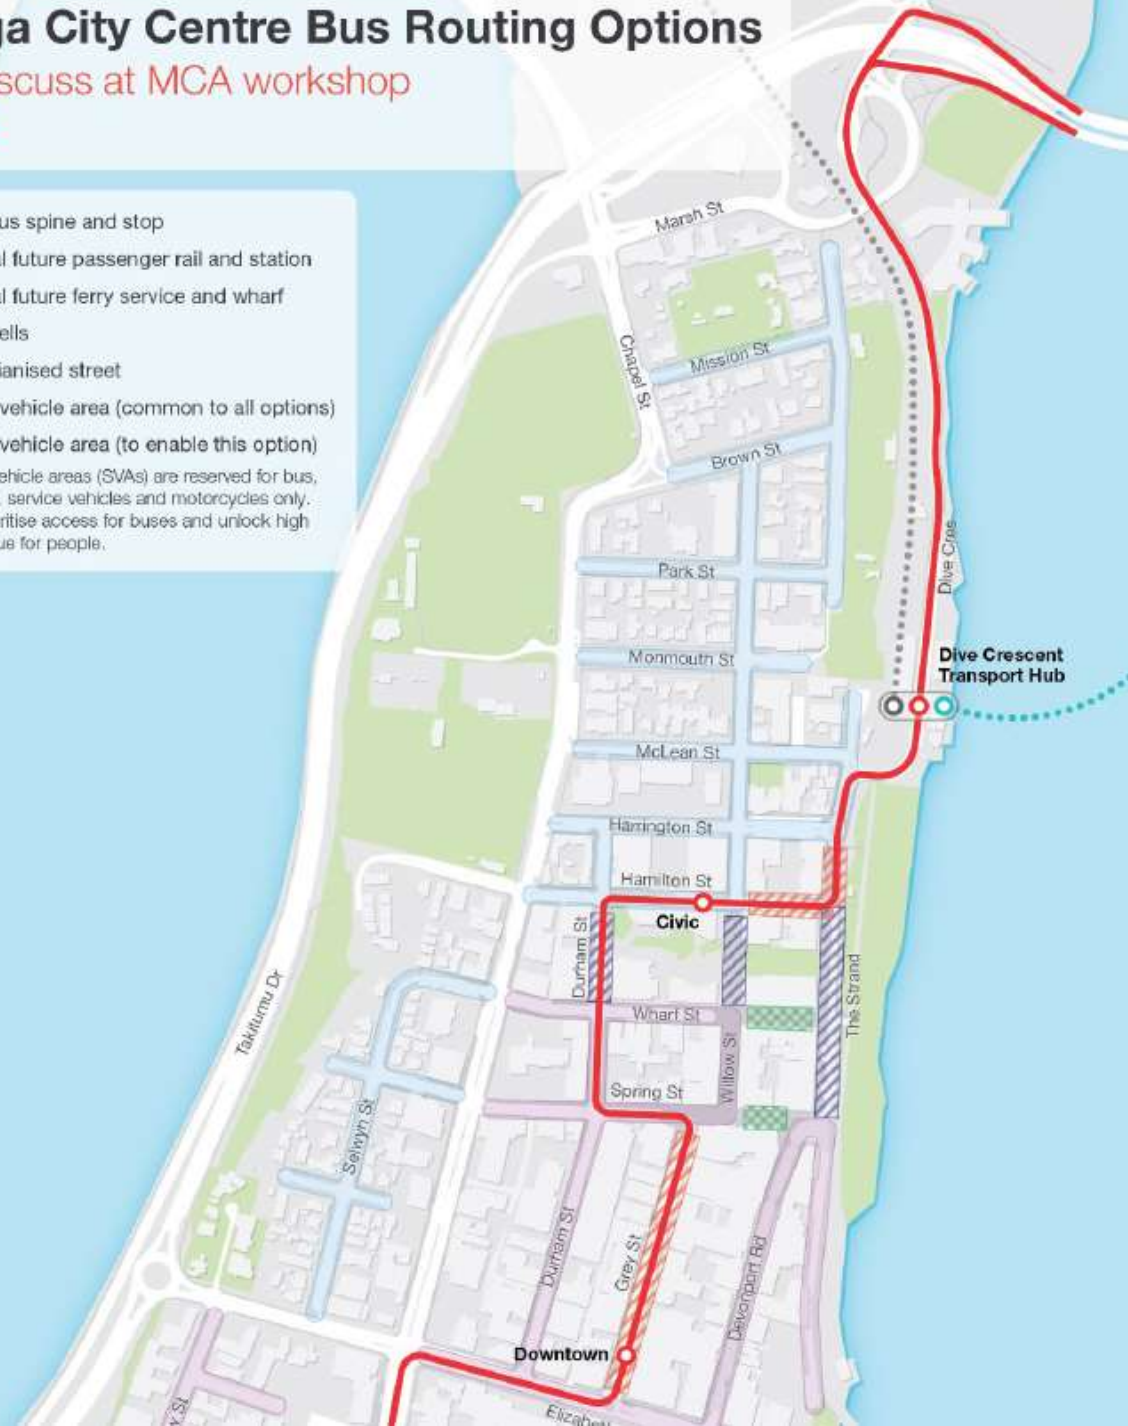 ga City Centre Bus Routing Options
scuss at MCA workshop
us spine and stop
l future passenger rail and station
l future ferry service and wharf
ells
ianised street
vehicle area (common to all options)
vehicle area (to enable this option)
ehicle areas (SVAs) are reserved for bus,
, service vehicles and motorcycles only.
ritise access for buses and unlock high
ue for people.
Marsh St
Chapel St
Mission St
Brown St
Park St
Dive Cres
Monmouth St
Dive Crescent
Transport Hub
McLean St
Harrington St
Hamilton St
Civic
Durham St
The Strand
Takitumu Dr
Wharf St
Willow St
Spring St
Selwyn St
Durham St
Grey St
Devonport Rd
Downtown
Elizabet
St